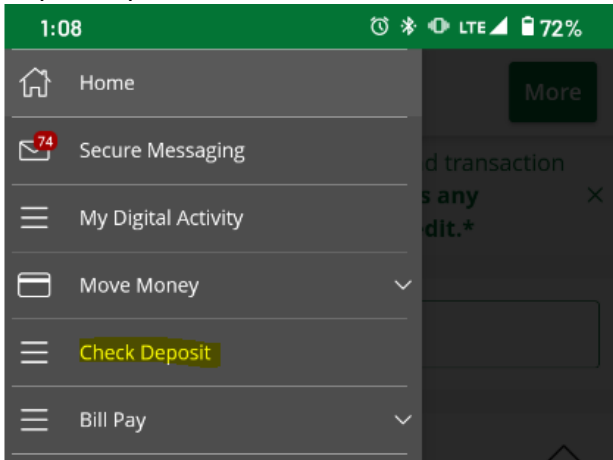 1:08 LTE 72%
Home
More
74
Secure Messaging
d transaction
s any
My Digital Activity
dit.*
Move Money
Check Deposit
Bill Pay